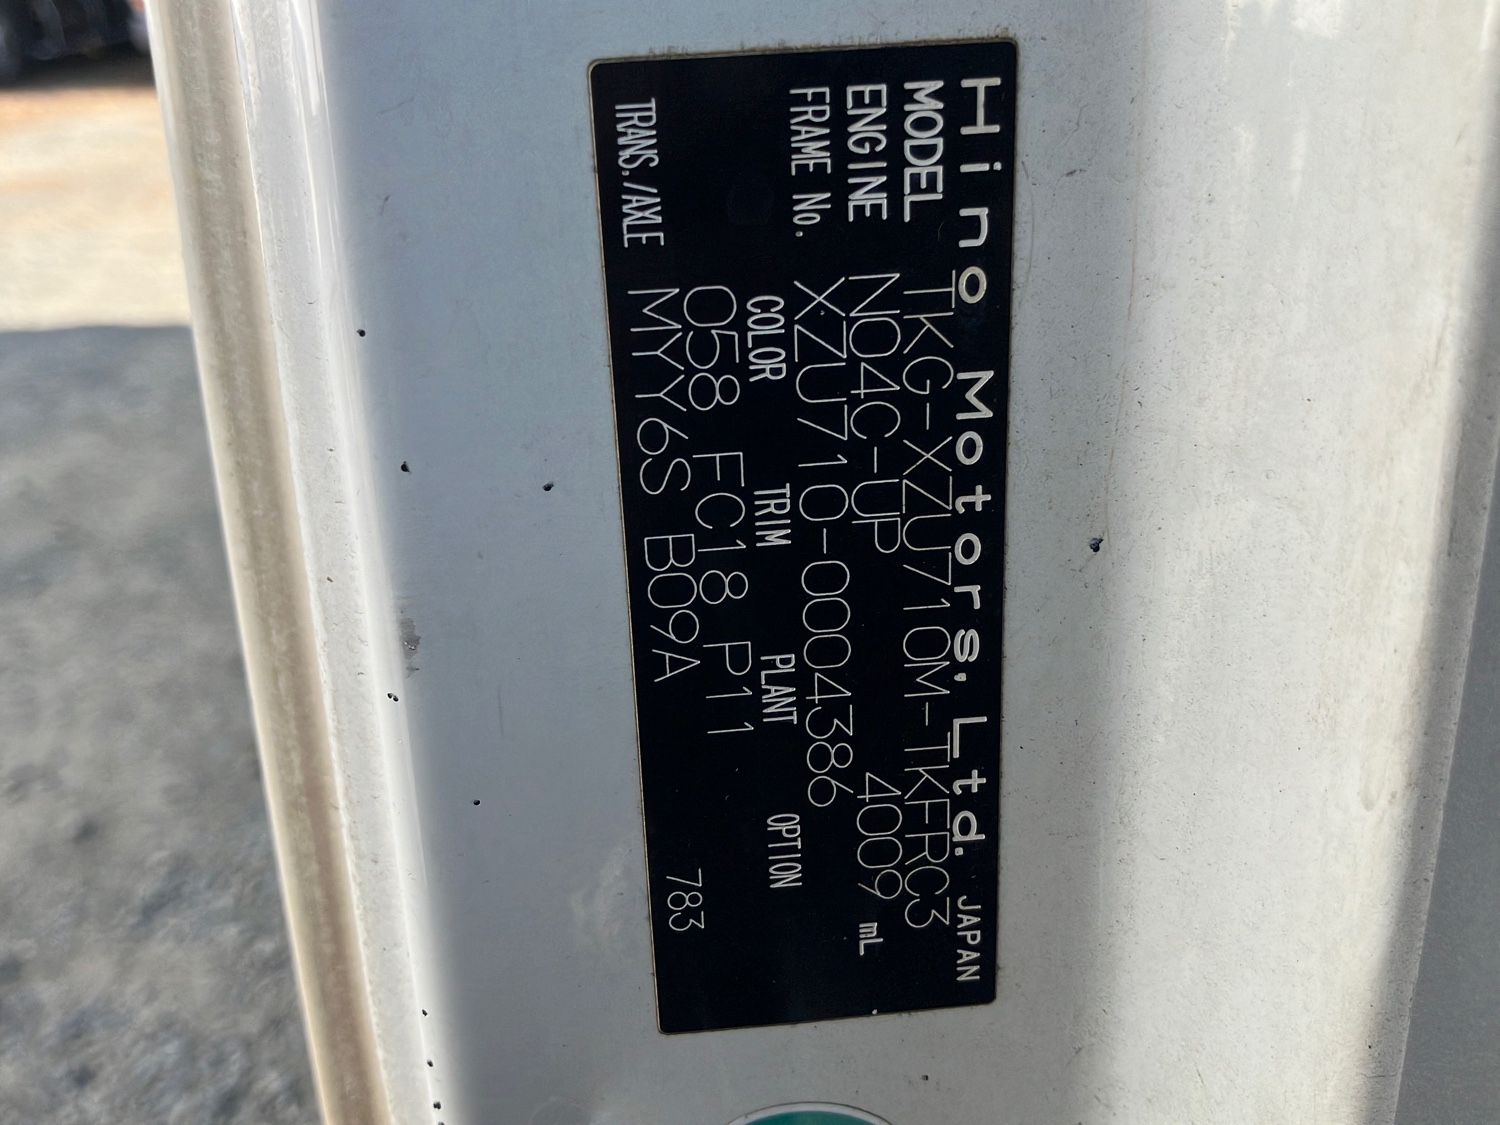 Hino Motors, Ltd. JAPAN
MODEL TKG-XZU710M-TKFRC3
ENGINE N04C-UP 4009 mL
FRAME No. XZU710-0004386
COLOR TRIM PLANT OPTION
058 FC18 P11
TRANS./AXLE MYY6S B09A 783